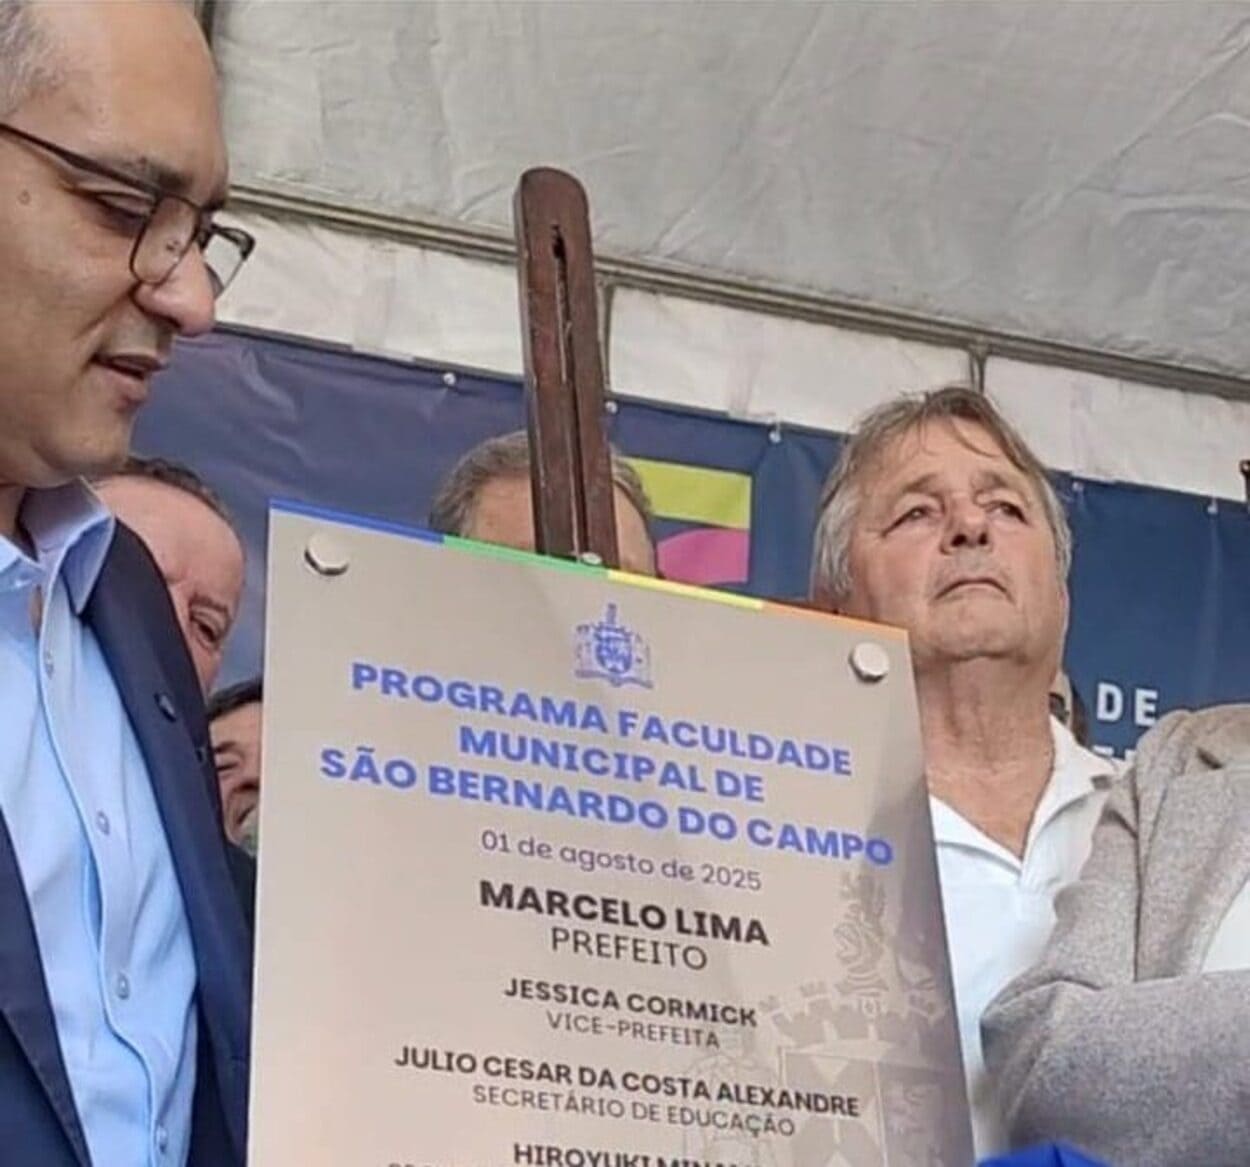 PROGRAMA FACULDADE
MUNICIPAL DE
SÃO BERNARDO DO CAMPO
01 de agosto de 2025
MARCELO LIMA
PREFEITO
JESSICA CORMICK
VICE-PREFEITA
JULIO CESAR DA COSTA ALEXANDRE
SECRETÁRIO DE EDUCAÇÃO
HIROYUKI
DE